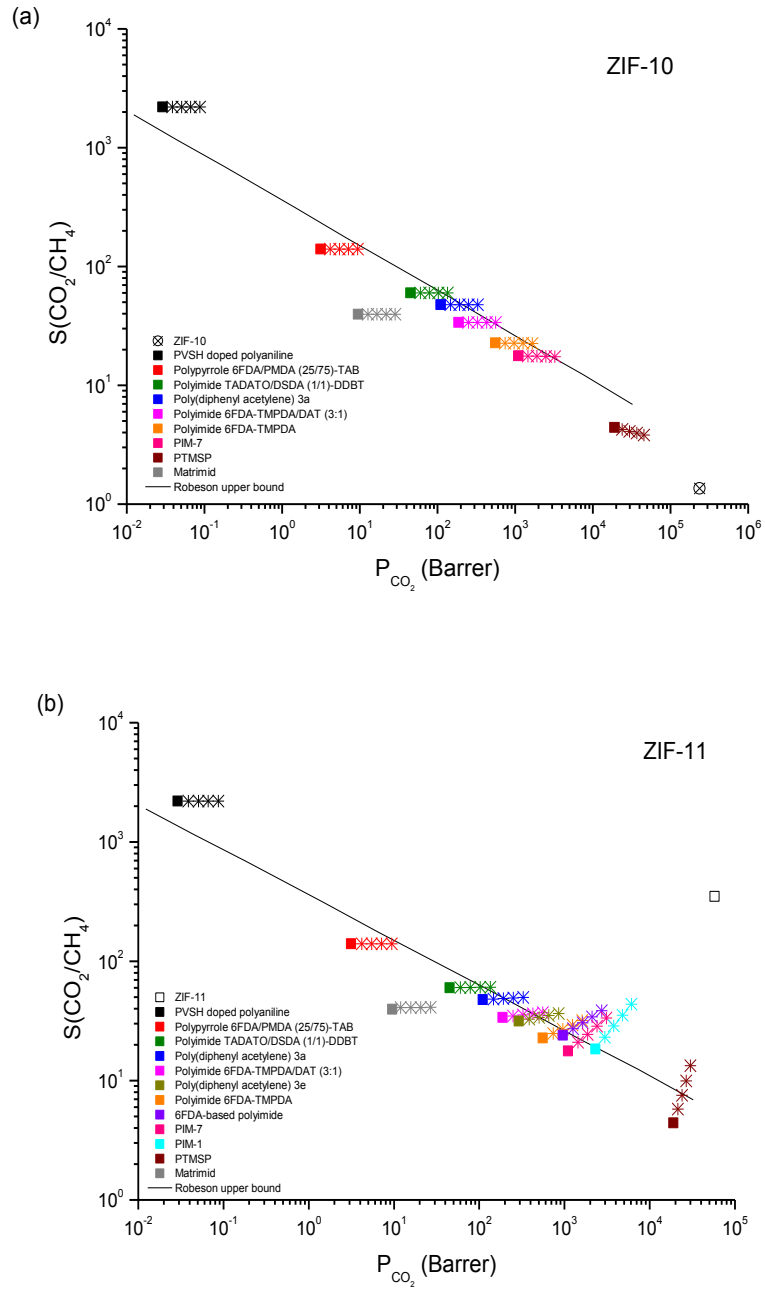 (a)
ZIF-10
S(CO2/CH4)
10^4
10^3
10^2
10^1
10^0
ZIF-10
PVSH doped polyaniline
Polypyrrole 6FDA/PMDA (25/75)-TAB
Polyimide TADATO/DSDA (1/1)-DDBT
Poly(diphenyl acetylene) 3a
Polyimide 6FDA-TMPDA/DAT (3:1)
Polyimide 6FDA-TMPDA
PIM-7
PTMSP
Matrimid
Robeson upper bound
10^-2 10^-1 10^0 10^1 10^2 10^3 10^4 10^5 10^6
P_CO2 (Barrer)
(b)
ZIF-11
S(CO2/CH4)
10^4
10^3
10^2
10^1
10^0
ZIF-11
PVSH doped polyaniline
Polypyrrole 6FDA/PMDA (25/75)-TAB
Polyimide TADATO/DSDA (1/1)-DDBT
Poly(diphenyl acetylene) 3a
Polyimide 6FDA-TMPDA/DAT (3:1)
Poly(diphenyl acetylene) 3e
Polyimide 6FDA-TMPDA
6FDA-based polyimide
PIM-7
PIM-1
PTMSP
Matrimid
Robeson upper bound
10^-2 10^-1 10^0 10^1 10^2 10^3 10^4 10^5
P_CO2 (Barrer)